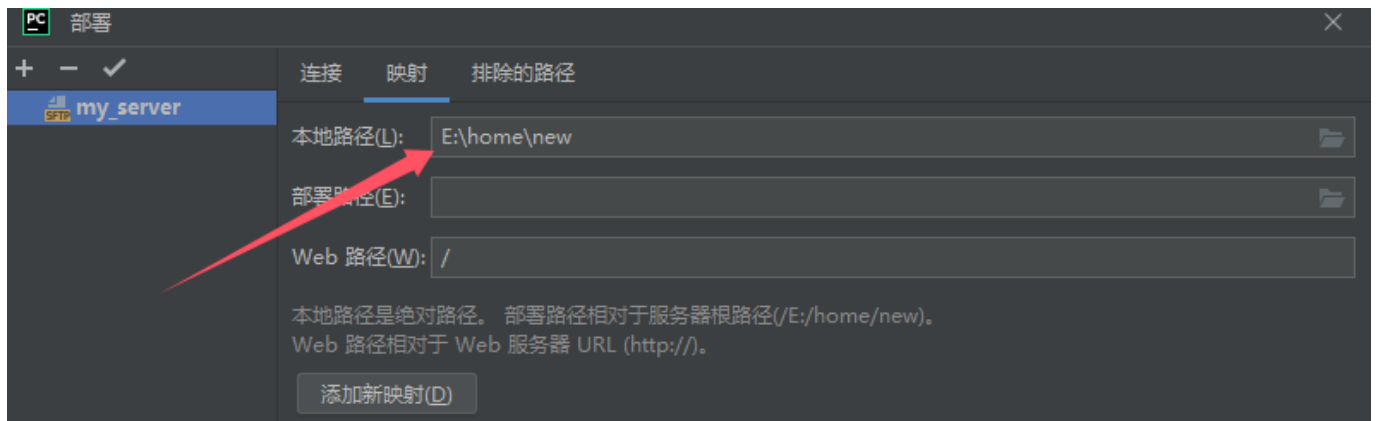 PC 部署
连接 映射 排除的路径
SFTP my_server
本地路径(L): E:\home\new
部署路径(E):
Web 路径(W): /
本地路径是绝对路径。 部署路径相对于服务器根路径(/E:/home/new)。
Web 路径相对于 Web 服务器 URL (http://)。
添加新映射(D)